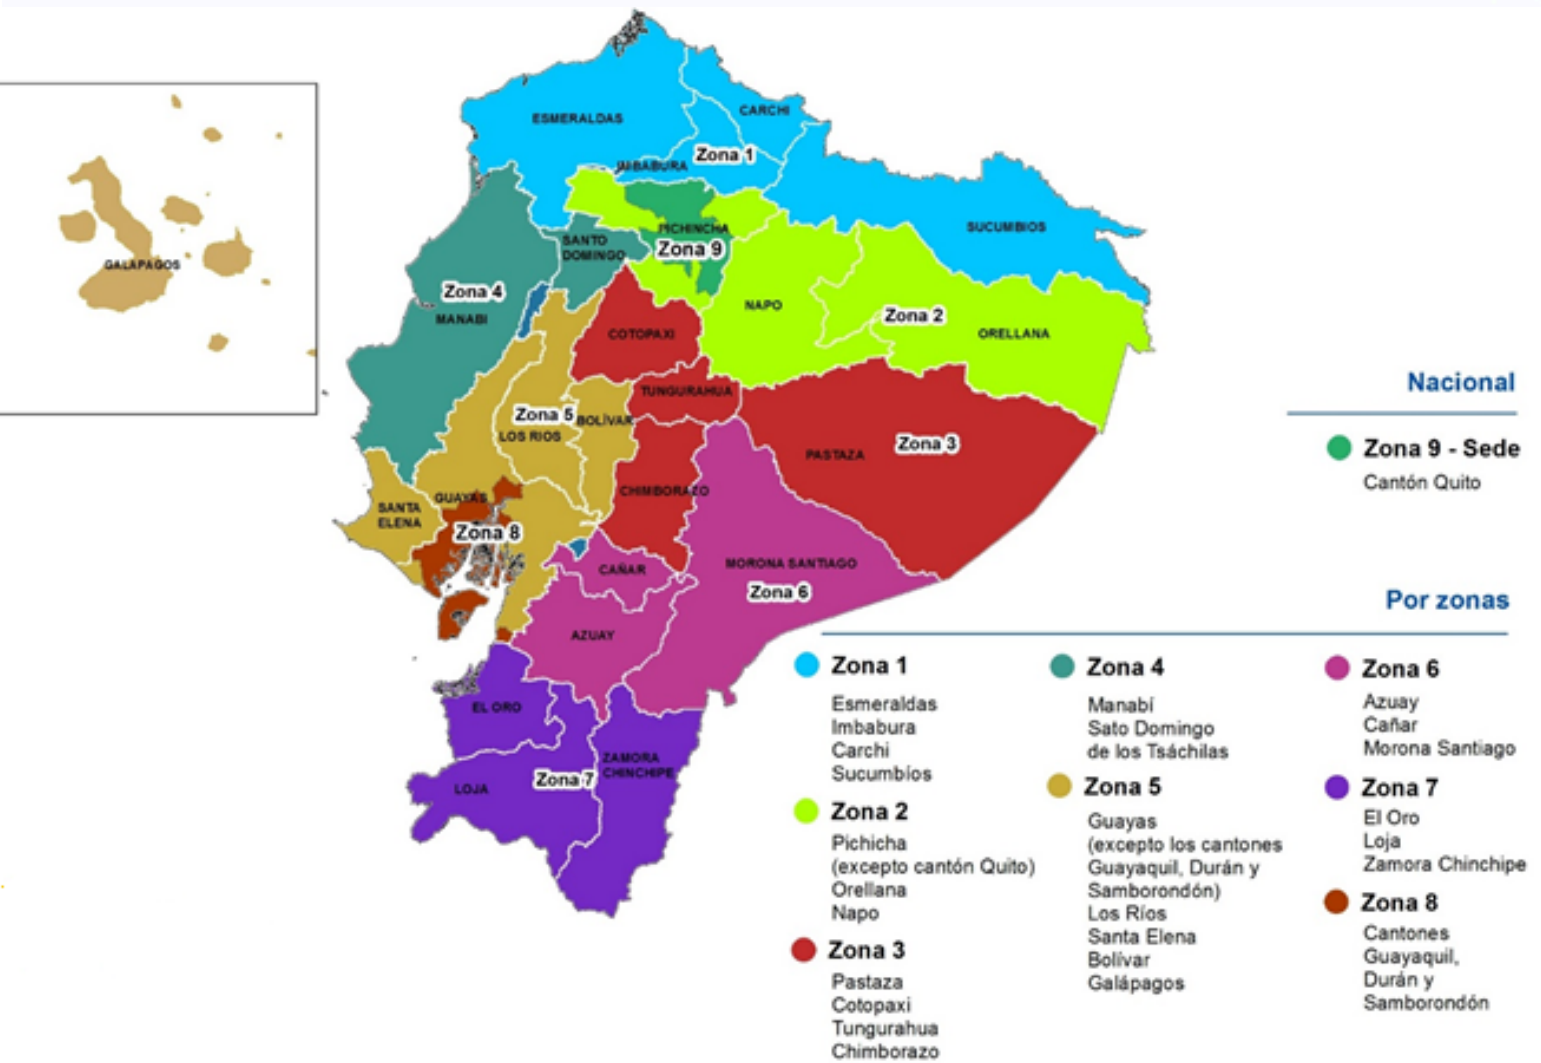 ESMERALDAS
CARCHI
IMBABURA
Zona 1
SUCUMBIOS
GALAPAGOS
PICHINCHA
Zona 9
SANTO
DOMINGO
Zona 4
MANABI
NAPO
Zona 2
ORELLANA
COTOPAXI
TUNGURAHUA
Zona 5
BOLÍVAR
LOS RIOS
PASTAZA
Zona 3
CHIMBORAZO
GUAYAS
SANTA
ELENA
Zona 8
CAÑAR
MORONA SANTIAGO
Zona 6
AZUAY
EL ORO
ZAMORA
CHINCHIPE
Zona 7
LOJA
Nacional
Zona 9 - Sede
Cantón Quito
Por zonas
Zona 1
Esmeraldas
Imbabura
Carchi
Sucumbíos
Zona 2
Pichicha
(excepto cantón Quito)
Orellana
Napo
Zona 3
Pastaza
Cotopaxi
Tungurahua
Chimborazo
Zona 4
Manabí
Sato Domingo
de los Tsáchilas
Zona 5
Guayas
(excepto los cantones
Guayaquil, Durán y
Samborondón)
Los Ríos
Santa Elena
Bolívar
Galápagos
Zona 6
Azuay
Cañar
Morona Santiago
Zona 7
El Oro
Loja
Zamora Chinchipe
Zona 8
Cantones
Guayaquil,
Durán y
Samborondón